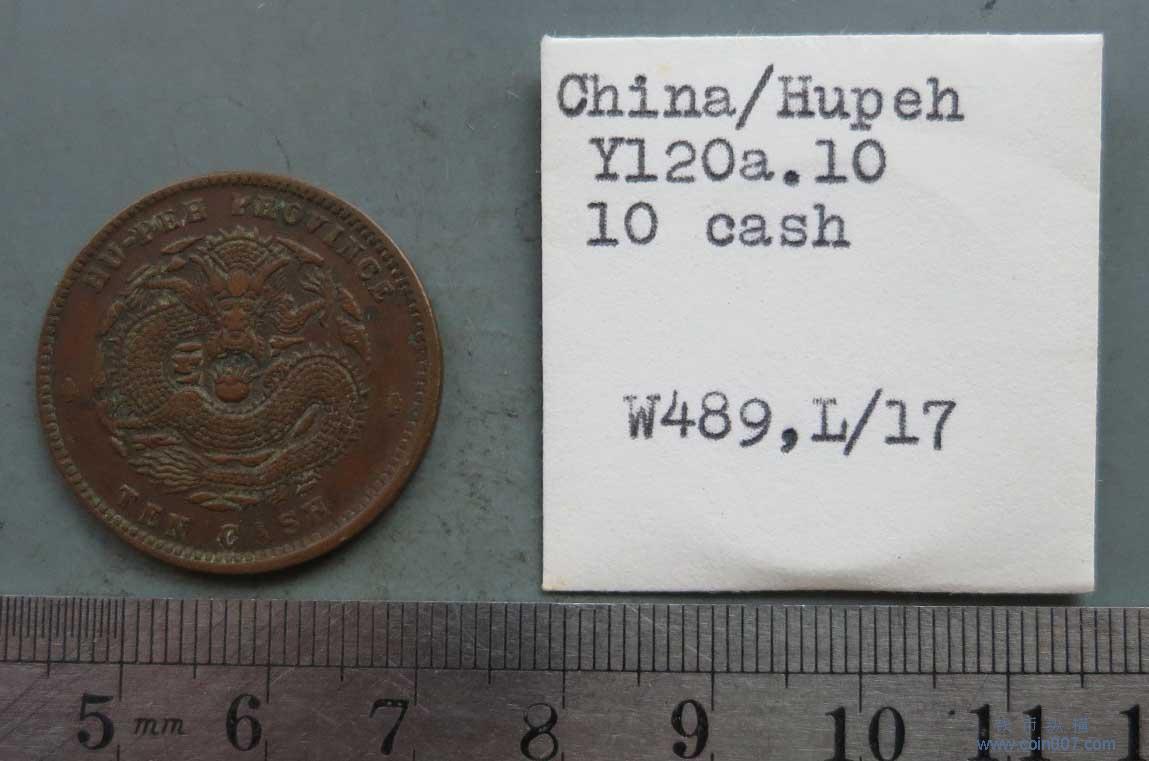 HU-PEH PROVINCE
TEN CASH
China/Hupeh
Y120a.10
10 cash
W489,L/17
5 mm 6 7 8 9 10 11 1
www.coin007.com